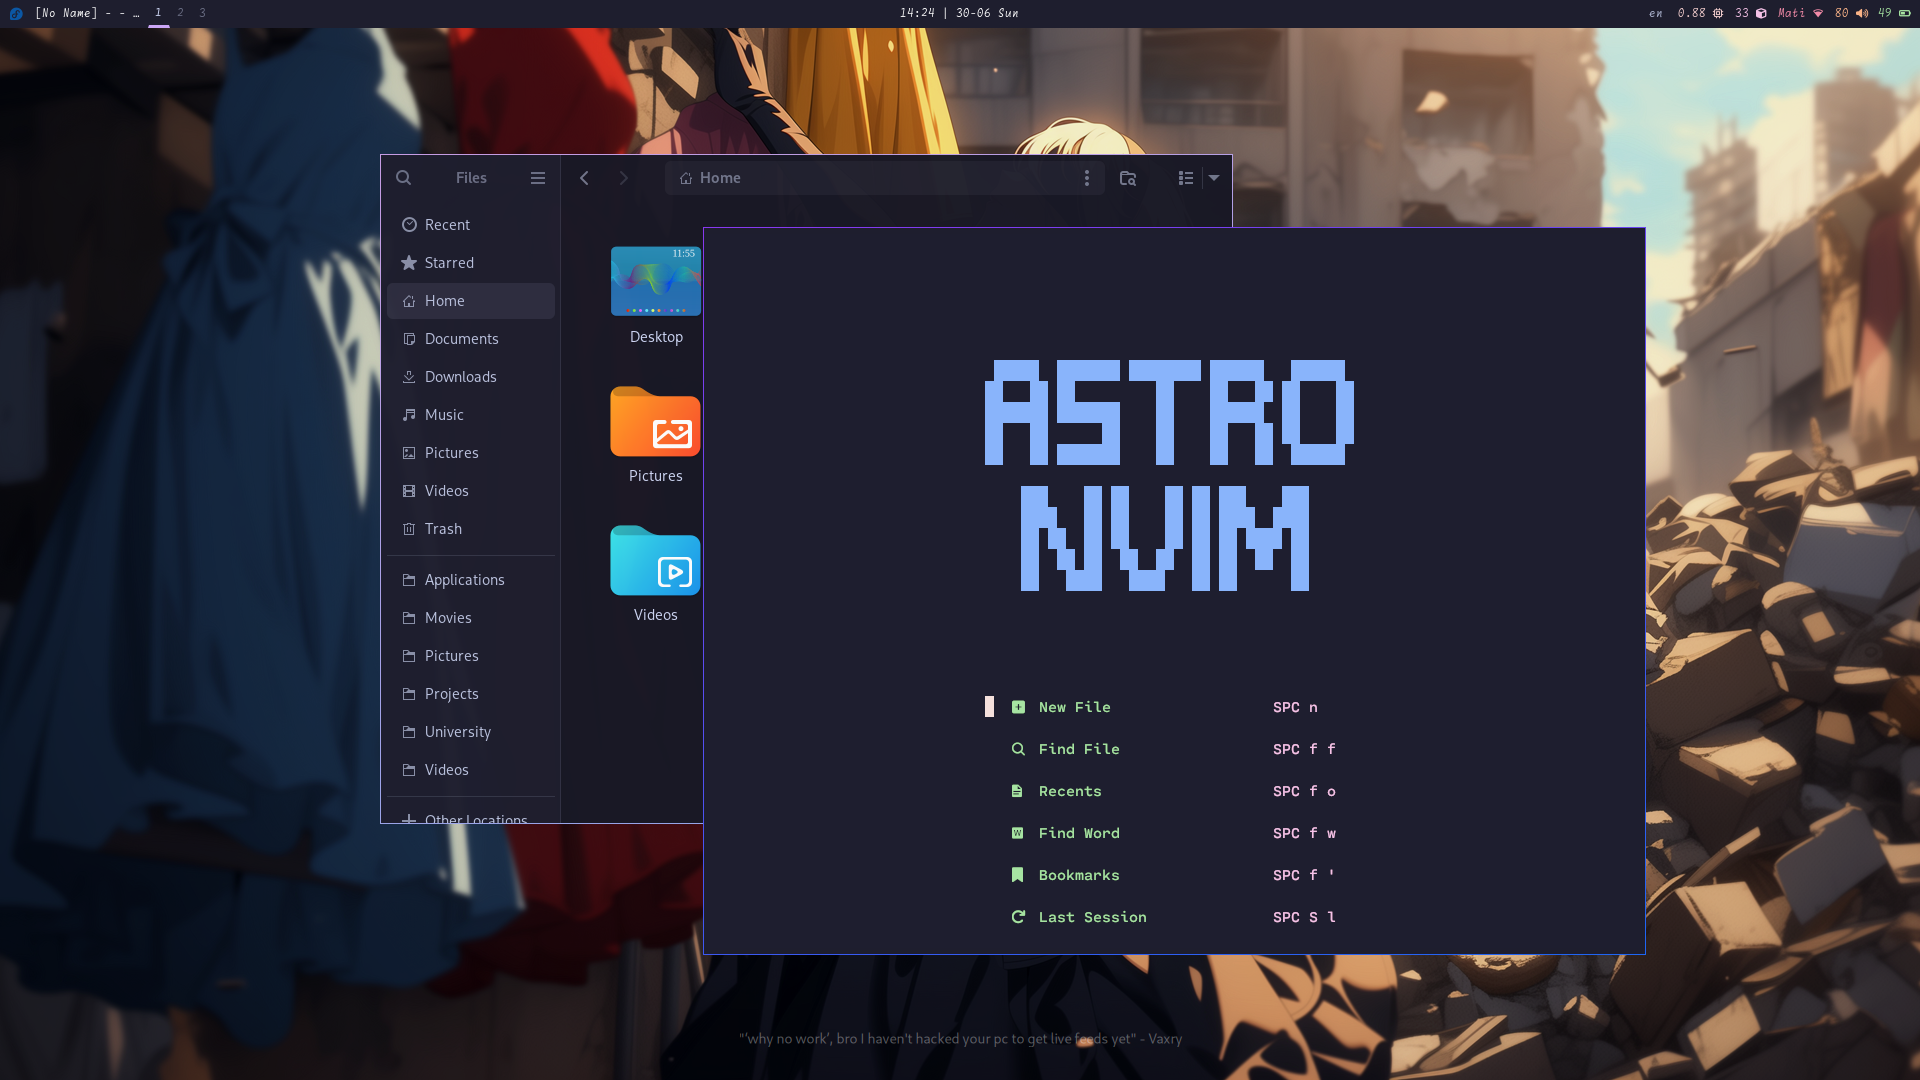 [No Name] - - … 1 2 3
14:24 | 30-06 Sun
en 0.88 33 Mati 80 49
Files
Home
Recent
Starred
Home
Documents
Downloads
Music
Pictures
Videos
Trash
Applications
Movies
Pictures
Projects
University
Videos
Other Locations
11:55
Desktop
Pictures
Videos
ASTRO
NVIM
New File SPC n
Find File SPC f f
Recents SPC f o
W Find Word SPC f w
Bookmarks SPC f '
Last Session SPC S l
"'why no work', bro I haven't hacked your pc to get live feeds yet" - Vaxry